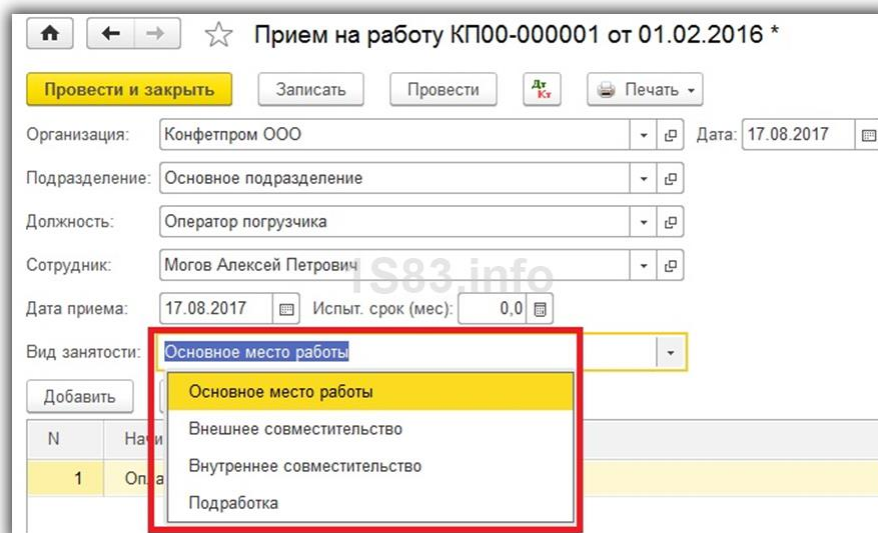 Прием на работу КП00-000001 от 01.02.2016 *
Провести и закрыть Записать Провести Дт Кт Печать
Организация: Конфетпром ООО Дата: 17.08.2017
Подразделение: Основное подразделение
Должность: Оператор погрузчика
Сотрудник: Могов Алексей Петрович
1S83.info
Дата приема: 17.08.2017 Испыт. срок (мес): 0,0
Вид занятости: Основное место работы
Добавить Основное место работы
Внешнее совместительство
N
Внутреннее совместительство
1
Подработка